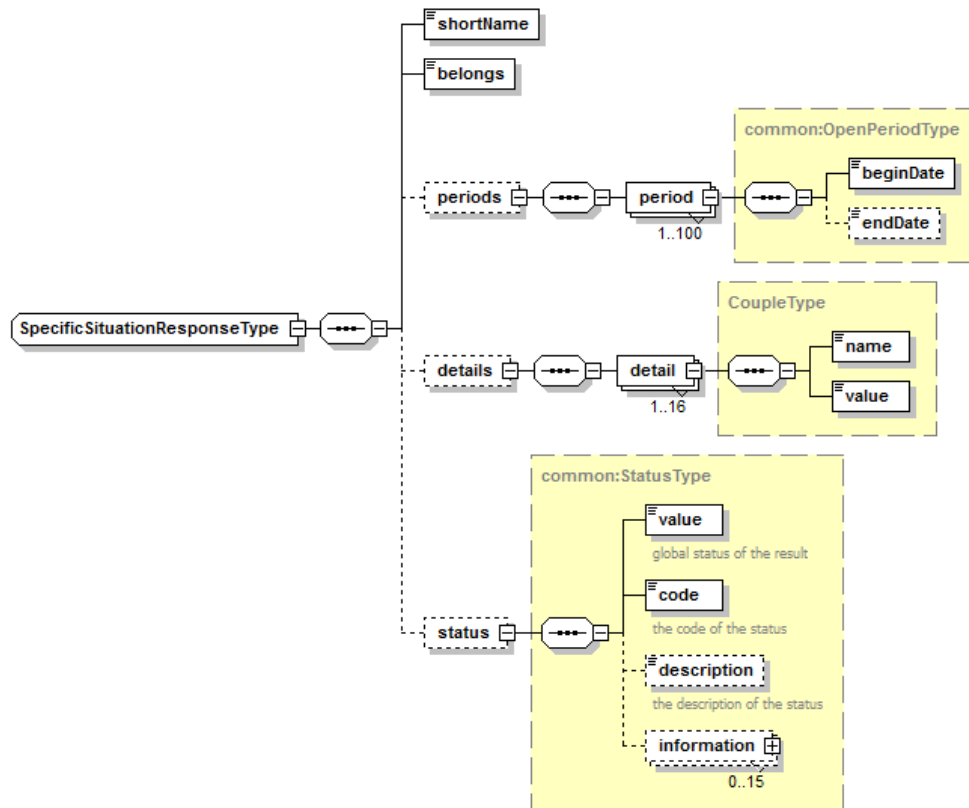 shortName
belongs
common:OpenPeriodType
beginDate
periods
period
endDate
1..100
CoupleType
SpecificSituationResponseType
name
details
detail
value
1..16
common:StatusType
value
global status of the result
code
the code of the status
status
description
the description of the status
information
0..15